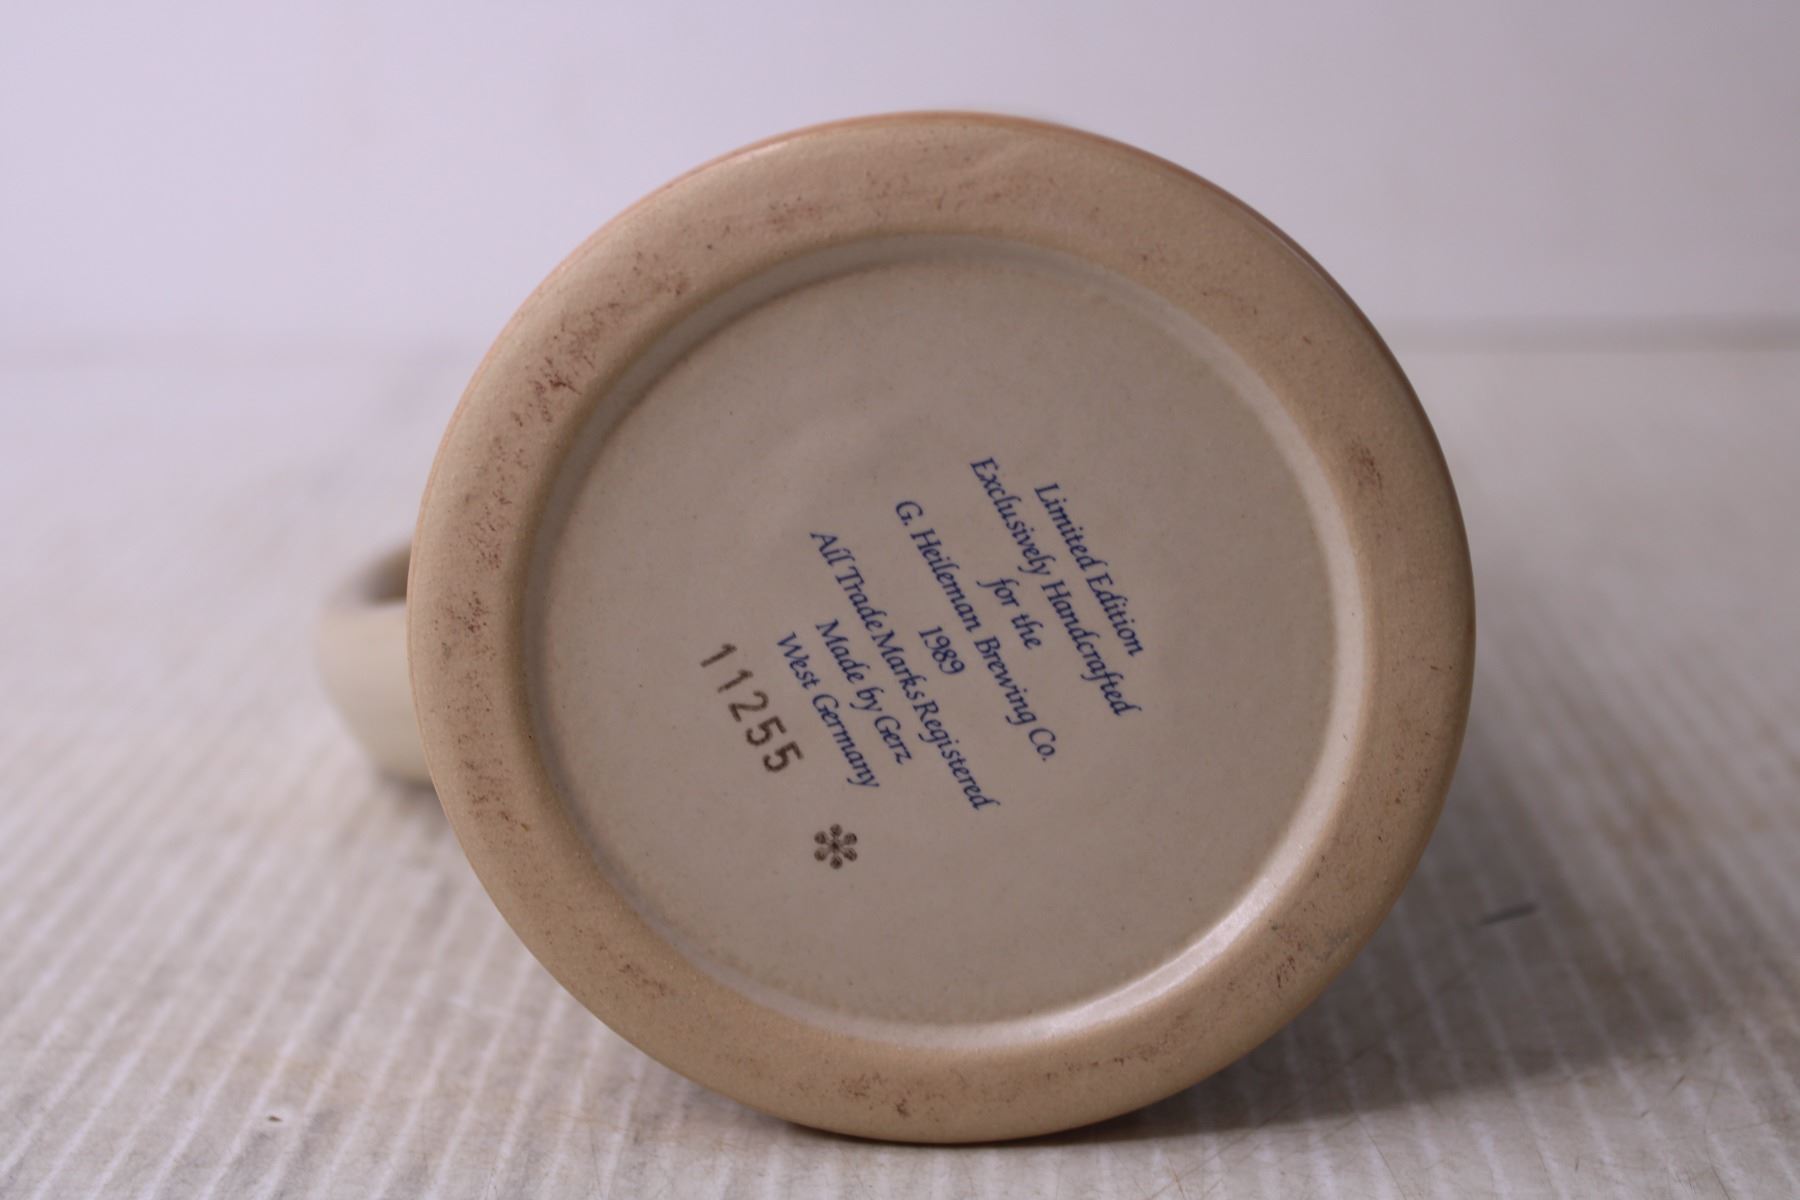 Limited Edition
Exclusively Handcrafted
for the
G. Heileman Brewing Co.
1989
All Trade Marks Registered
Made by Gerz
West Germany
11255